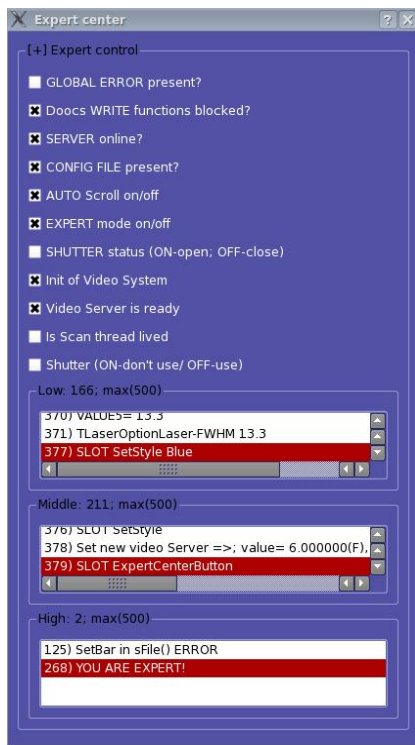 Expert center
[+] Expert control
GLOBAL ERROR present?
Doocs WRITE functions blocked?
SERVER online?
CONFIG FILE present?
AUTO Scroll on/off
EXPERT mode on/off
SHUTTER status (ON-open; OFF-close)
Init of Video System
Video Server is ready
Is Scan thread lived
Shutter (ON-don't use/ OFF-use)
Low: 166; max(500)
370) VALUE5= 13.3
371) TLaserOptionLaser-FWHM 13.3
377) SLOT SetStyle Blue
Middle: 211; max(500)
376) SLOT SetStyle
378) Set new video Server =>; value= 6.000000(F),
379) SLOT ExpertCenterButton
High: 2; max(500)
125) SetBar in sFile() ERROR
268) YOU ARE EXPERT!